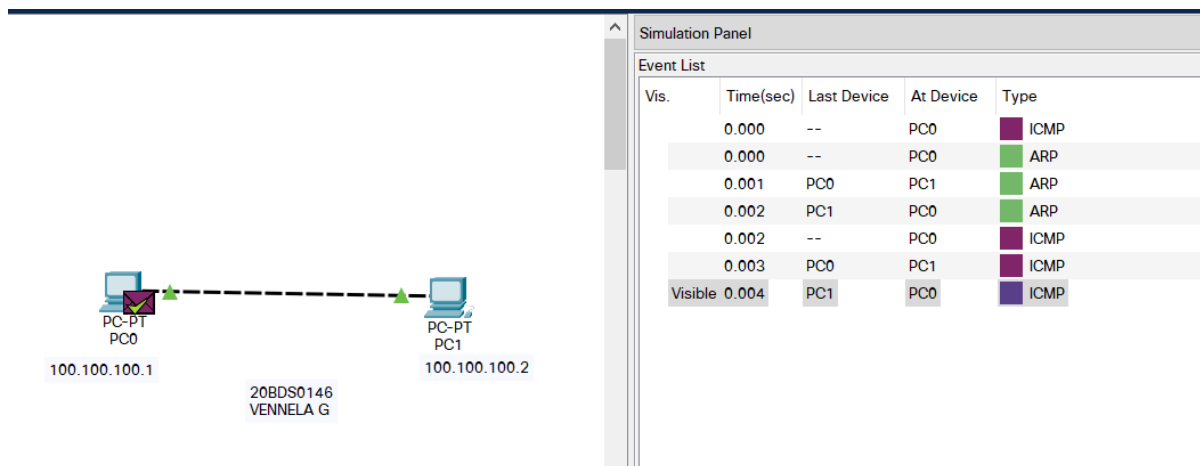 PC-PT
PC0
100.100.100.1
PC-PT
PC1
100.100.100.2
20BDS0146
VENNELA G
Simulation Panel
Event List
Vis. Time(sec) Last Device At Device Type
0.000 -- PC0 ICMP
0.000 -- PC0 ARP
0.001 PC0 PC1 ARP
0.002 PC1 PC0 ARP
0.002 -- PC0 ICMP
0.003 PC0 PC1 ICMP
Visible 0.004 PC1 PC0 ICMP